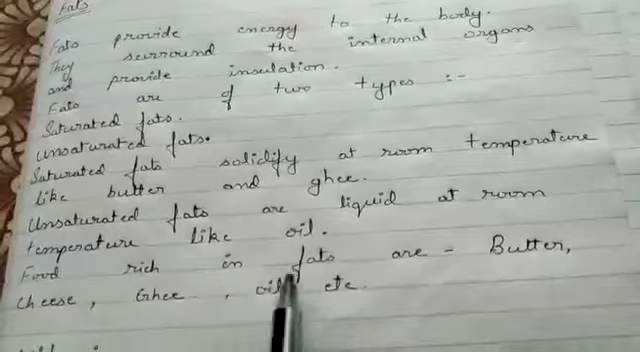 Fats
Fats provide energy to the body.
They surround the internal organs
and provide insulation.
Fats are of two types :-
Saturated fats.
Unsaturated fats.
Saturated fats solidify at room temperature
like butter and ghee.
Unsaturated fats are liquid at room
temperature like oil.
Food rich in fats are - Butter,
Cheese, Ghee, oil etc.